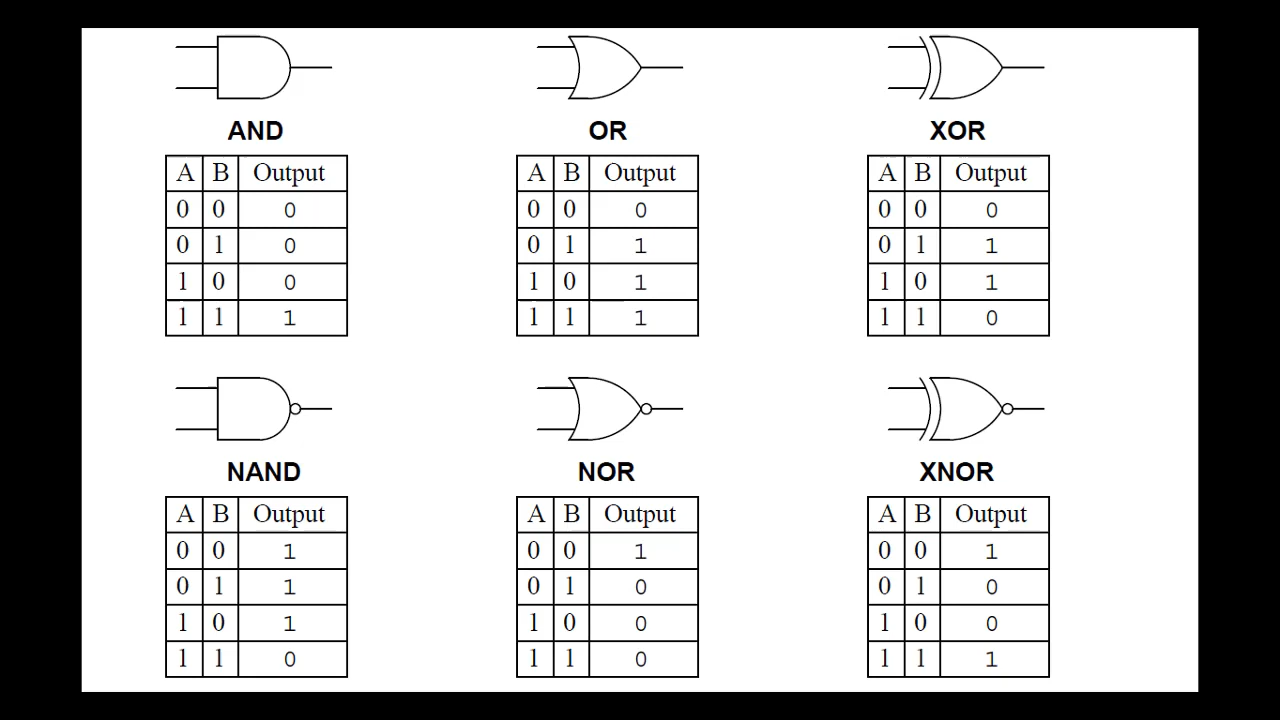 AND OR XOR
A B Output A B Output A B Output
0 0 0 0 0 0 0 0 0
0 1 0 0 1 1 0 1 1
1 0 0 1 0 1 1 0 1
1 1 1 1 1 1 1 1 0
NAND NOR XNOR
A B Output A B Output A B Output
0 0 1 0 0 1 0 0 1
0 1 1 0 1 0 0 1 0
1 0 1 1 0 0 1 0 0
1 1 0 1 1 0 1 1 1